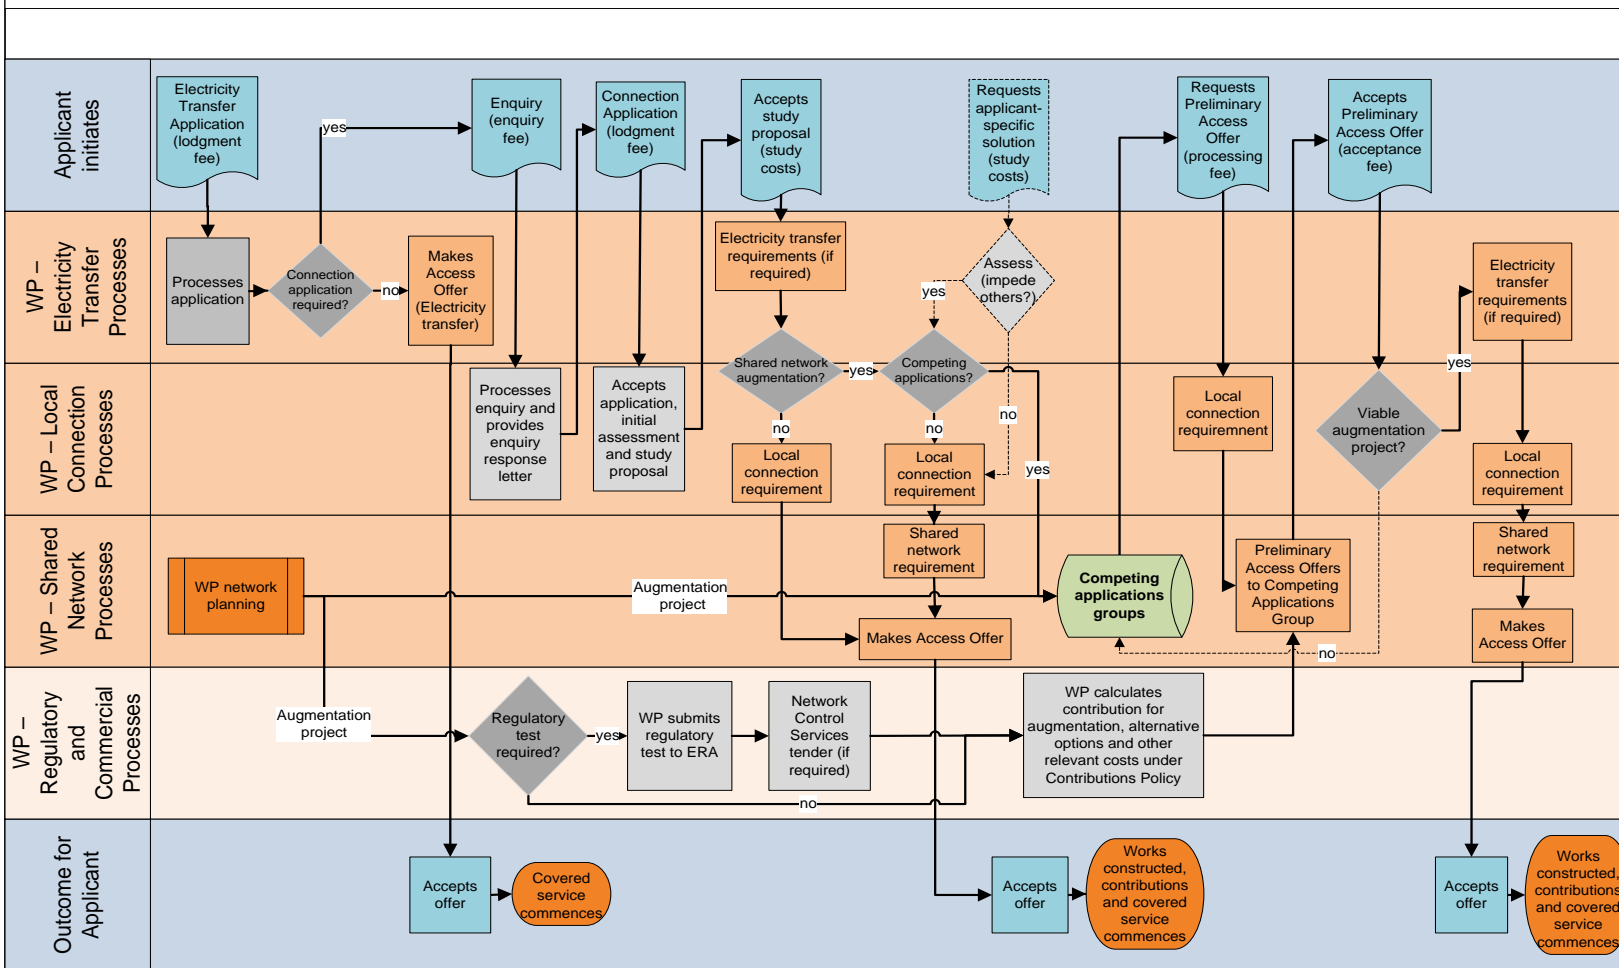 Applicant
initiates
Electricity
Transfer
Application
(lodgment
fee)
yes
Enquiry
(enquiry
fee)
Connection
Application
(lodgment
fee)
Accepts
study
proposal
(study
costs)
Requests
applicant-
specific
solution
(study
costs)
Requests
Preliminary
Access
Offer
(processing
fee)
Accepts
Preliminary
Access Offer
(acceptance
fee)
WP –
Electricity
Transfer
Processes
Processes
application
Connection
application
required?
no
Makes
Access
Offer
(Electricity
transfer)
Electricity transfer
requirements (if
required)
Assess
(impede
others?)
yes
Electricity
transfer
requirements
(if required)
yes
WP – Local
Connection
Processes
Processes
enquiry and
provides
enquiry
response
letter
Accepts
application,
initial
assessment
and study
proposal
Shared network
augmentation?
yes
Competing
applications?
no
no
no
yes
Local
connection
requirement
Local
connection
requirement
Local
connection
requiremnent
Viable
augmentation
project?
Local
connection
requirement
WP – Shared
Network
Processes
WP network
planning
Augmentation
project
Shared
network
requirement
Makes Access Offer
Competing
applications
groups
Preliminary
Access Offers
to Competing
Applications
Group
no
Shared
network
requirement
Makes
Access Offer
WP –
Regulatory
and
Commercial
Processes
Augmentation
project
Regulatory
test
required?
yes
WP submits
regulatory
test to ERA
Network
Control
Services
tender (if
required)
no
WP calculates
contribution for
augmentation, alternative
options and other
relevant costs under
Contributions Policy
Outcome for
Applicant
Accepts
offer
Covered
service
commences
Accepts
offer
Works
constructed,
contributions
and covered
service
commences
Accepts
offer
Works
constructed,
contributions
and covered
service
commences